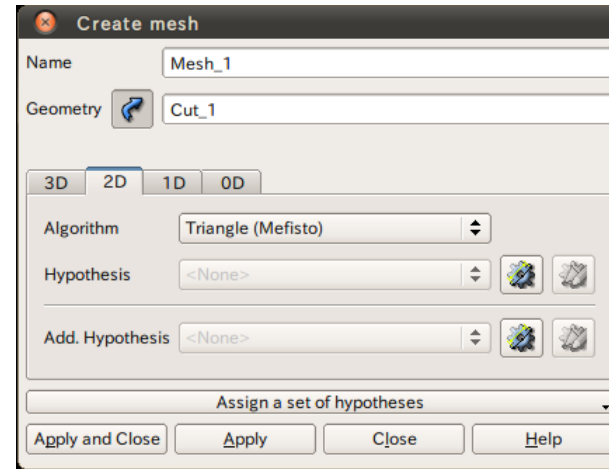 Create mesh
Name Mesh_1
Geometry Cut_1
3D 2D 1D 0D
Algorithm Triangle (Mefisto)
Hypothesis <None>
Add. Hypothesis <None>
Assign a set of hypotheses
Apply and Close Apply Close Help